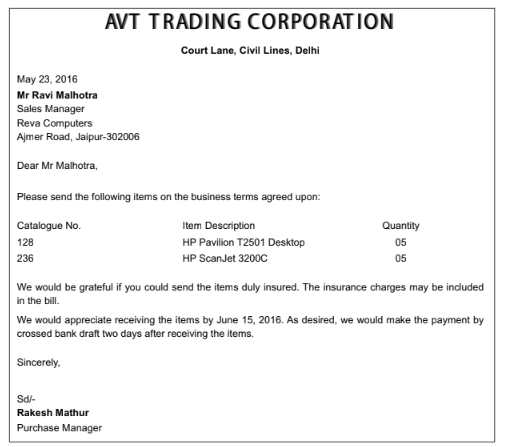 AVT TRADING CORPORATION
Court Lane, Civil Lines, Delhi
May 23, 2016
Mr Ravi Malhotra
Sales Manager
Reva Computers
Ajmer Road, Jaipur-302006
Dear Mr Malhotra,
Please send the following items on the business terms agreed upon:
Catalogue No. Item Description Quantity
128 HP Pavilion T2501 Desktop 05
236 HP ScanJet 3200C 05
We would be grateful if you could send the items duly insured. The insurance charges may be included
in the bill.
We would appreciate receiving the items by June 15, 2016. As desired, we would make the payment by
crossed bank draft two days after receiving the items.
Sincerely,
Sd/-
Rakesh Mathur
Purchase Manager